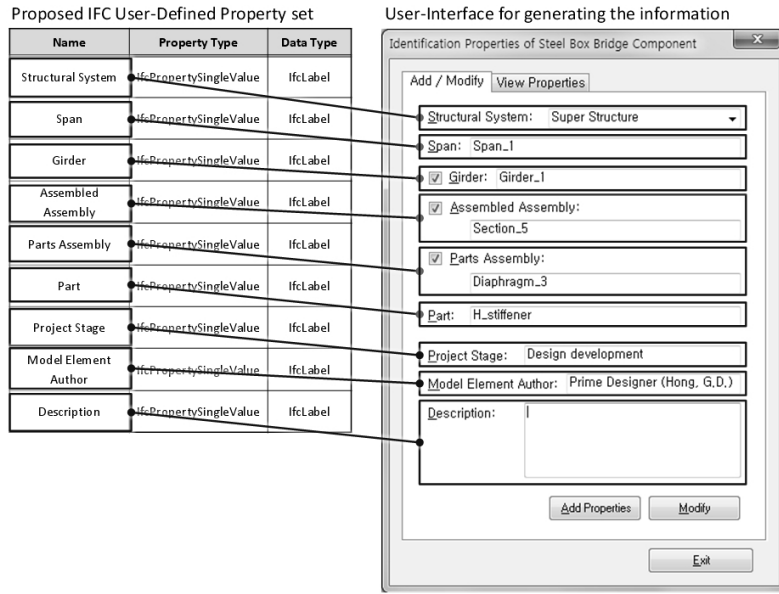 Proposed IFC User-Defined Property set
Name Property Type Data Type
Structural System IfcPropertySingleValue IfcLabel
Span IfcPropertySingleValue IfcLabel
Girder IfcPropertySingleValue IfcLabel
Assembled
Assembly IfcPropertySingleValue IfcLabel
Parts Assembly IfcPropertySingleValue IfcLabel
Part IfcPropertySingleValue IfcLabel
Project Stage IfcPropertySingleValue IfcLabel
Model Element
Author IfcPropertySingleValue IfcLabel
Description IfcPropertySingleValue IfcLabel
User-Interface for generating the information
Identification Properties of Steel Box Bridge Component
Add / Modify View Properties
Structural System: Super Structure
Span: Span_1
Girder: Girder_1
Assembled Assembly:
Section_5
Parts Assembly:
Diaphragm_3
Part: H_stiffener
Project Stage: Design development
Model Element Author: Prime Designer (Hong, G.D.)
Description:
Add Properties Modify
Exit